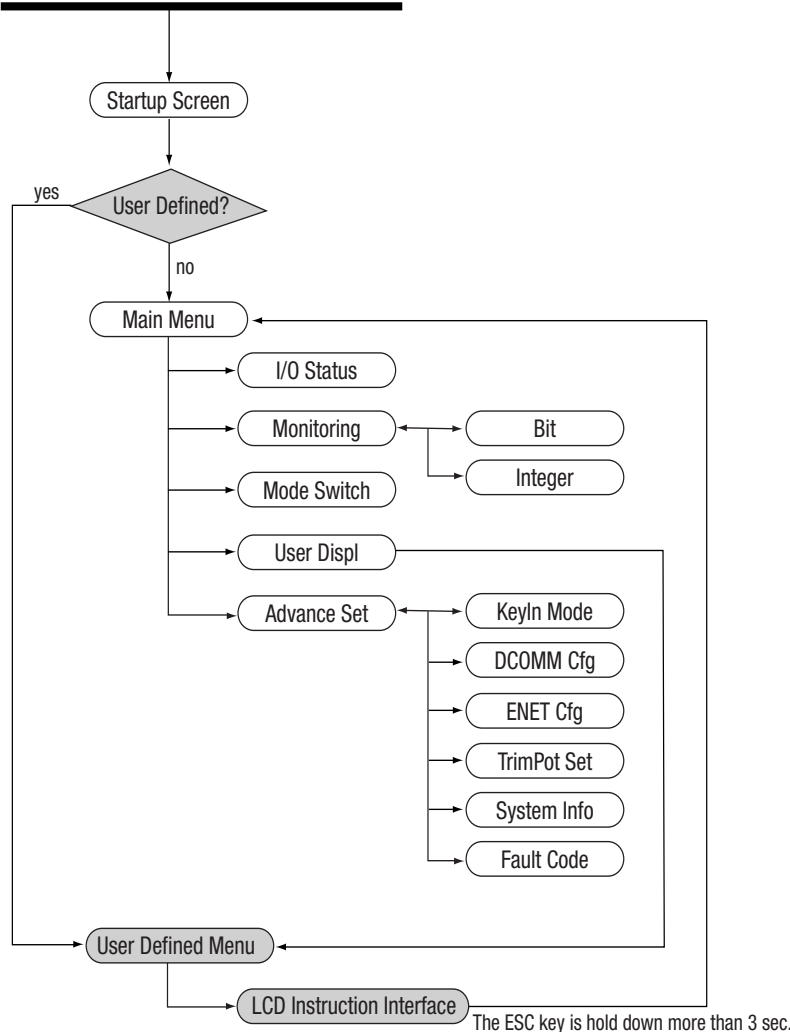 Startup Screen
yes
User Defined?
no
Main Menu
I/O Status
Monitoring
Bit
Integer
Mode Switch
User Displ
Advance Set
KeyIn Mode
DCOMM Cfg
ENET Cfg
TrimPot Set
System Info
Fault Code
User Defined Menu
LCD Instruction Interface
The ESC key is hold down more than 3 sec.